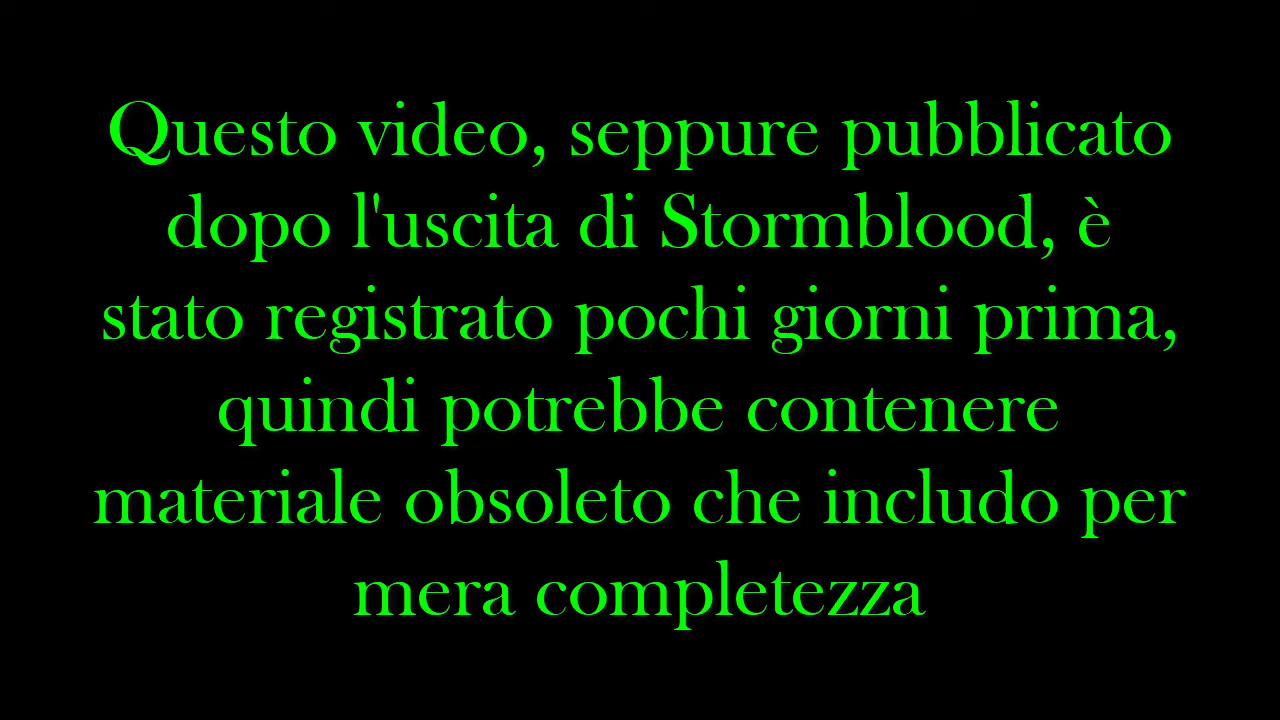 Questo video, seppure pubblicato
dopo l'uscita di Stormblood, è
stato registrato pochi giorni prima,
quindi potrebbe contenere
materiale obsoleto che includo per
mera completezza